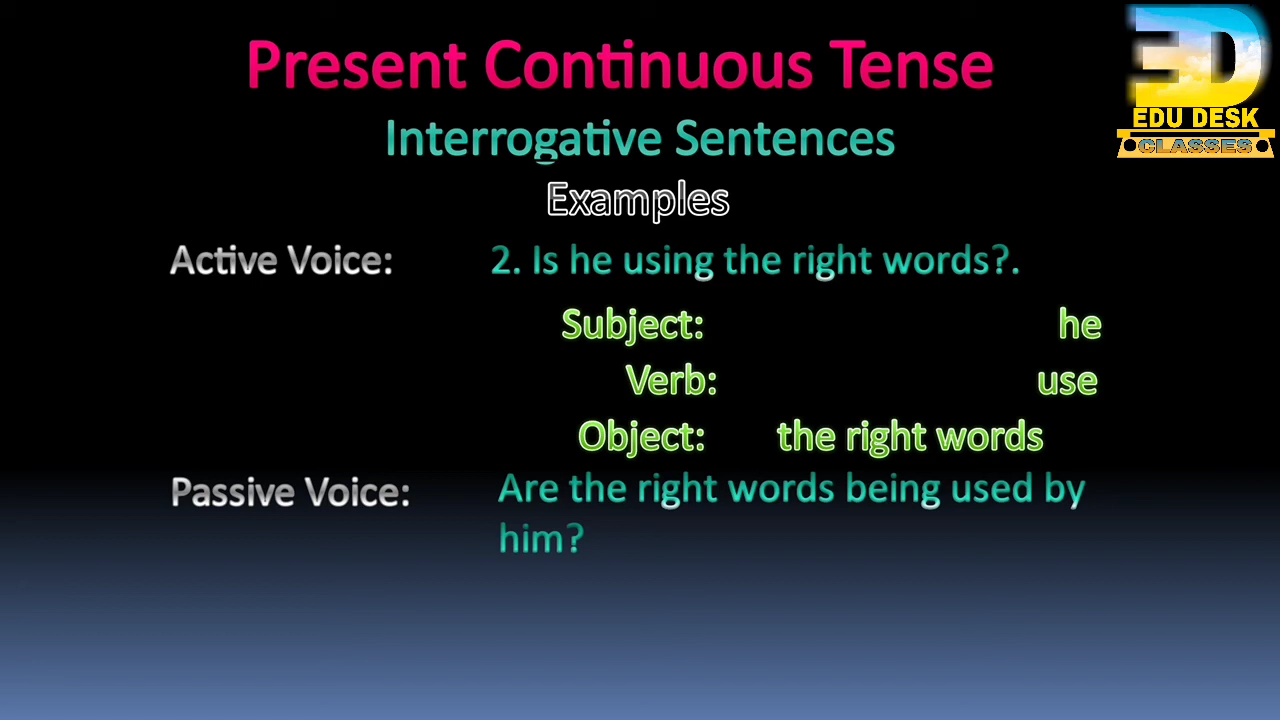 Present Continuous Tense
Interrogative Sentences
Examples
Active Voice: 2. Is he using the right words?.
Subject: he
Verb: use
Object: the right words
Passive Voice: Are the right words being used by
him?
ED
EDU DESK
CLASSES